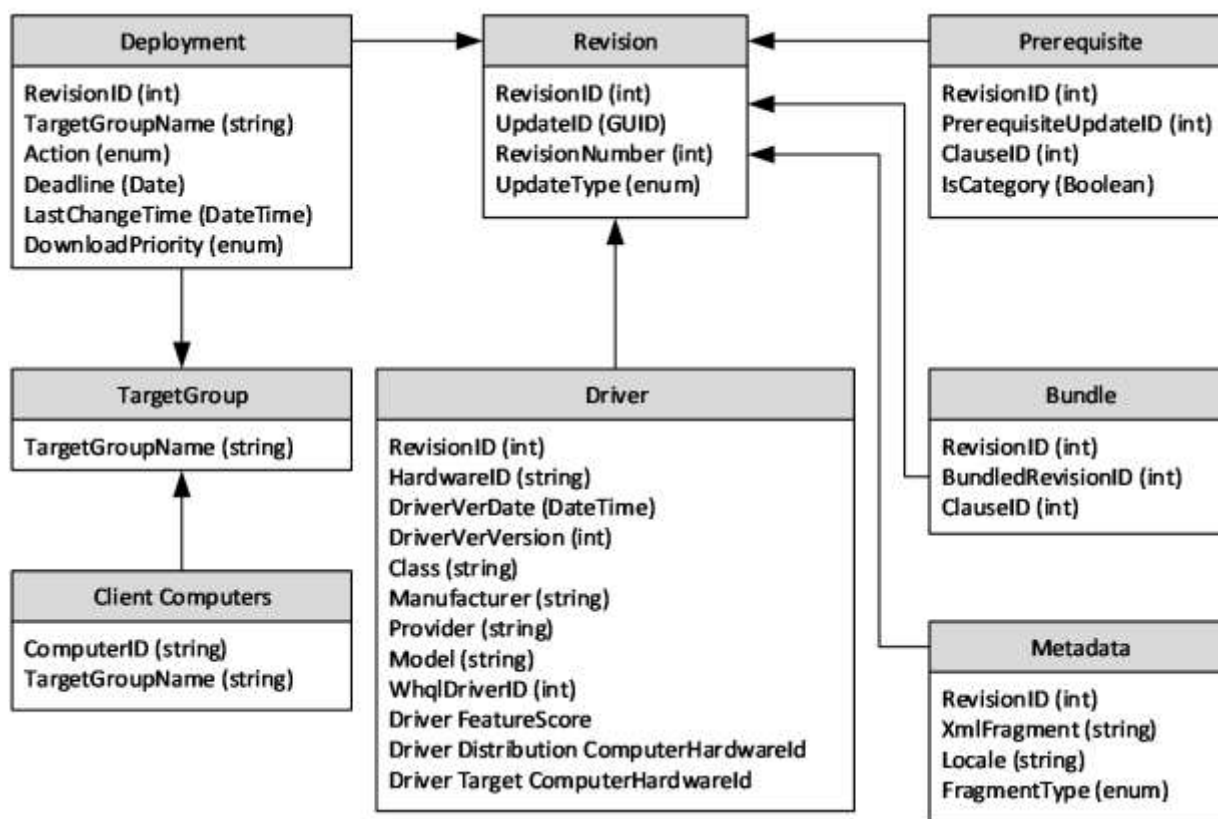 Deployment
RevisionID (int)
TargetGroupName (string)
Action (enum)
Deadline (Date)
LastChangeTime (DateTime)
DownloadPriority (enum)
Revision
RevisionID (int)
UpdateID (GUID)
RevisionNumber (int)
UpdateType (enum)
Prerequisite
RevisionID (int)
PrerequisiteUpdateID (int)
ClauseID (int)
IsCategory (Boolean)
TargetGroup
TargetGroupName (string)
Driver
RevisionID (int)
HardwareID (string)
DriverVerDate (DateTime)
DriverVerVersion (int)
Class (string)
Manufacturer (string)
Provider (string)
Model (string)
WhqlDriverID (int)
Driver FeatureScore
Driver Distribution ComputerHardwareId
Driver Target ComputerHardwareId
Bundle
RevisionID (int)
BundledRevisionID (int)
ClauseID (int)
Client Computers
ComputerID (string)
TargetGroupName (string)
Metadata
RevisionID (int)
XmlFragment (string)
Locale (string)
FragmentType (enum)